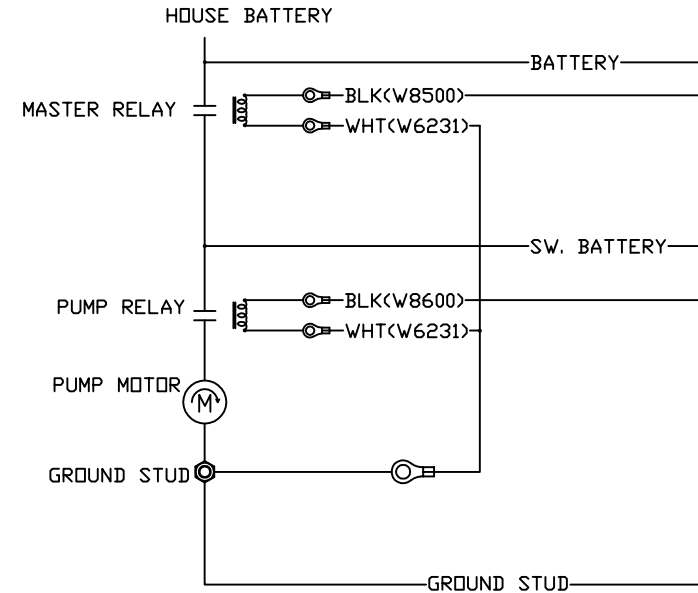 HOUSE BATTERY
BATTERY
BLK(W8500)
MASTER RELAY
WHT(W6231)
SW. BATTERY
BLK(W8600)
PUMP RELAY
WHT(W6231)
PUMP MOTOR
M
GROUND STUD
GROUND STUD